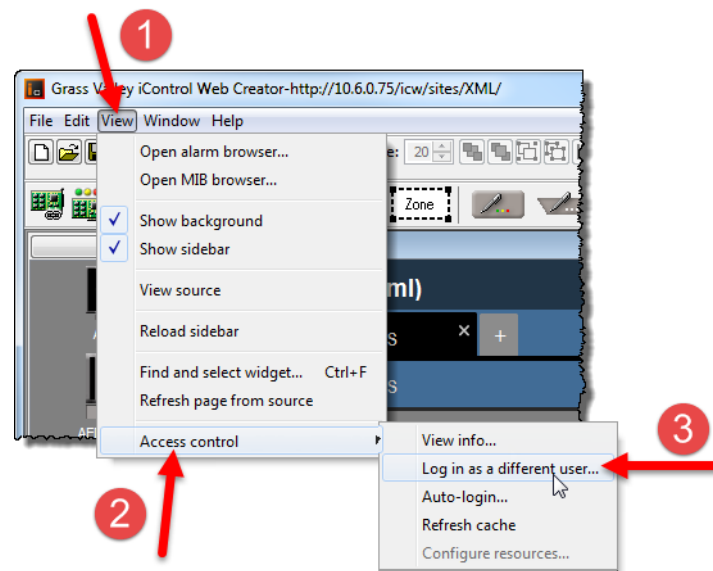 1
Grass Valley iControl Web Creator-http://10.6.0.75/icw/sites/XML/
File Edit View Window Help
Open alarm browser...
e: 20
Open MIB browser...
Show background
Zone
Show sidebar
View source
ml)
Reload sidebar
s × +
Find and select widget... Ctrl+F
s
Refresh page from source
Access control
2
View info...
3
Log in as a different user...
Auto-login...
Refresh cache
Configure resources...